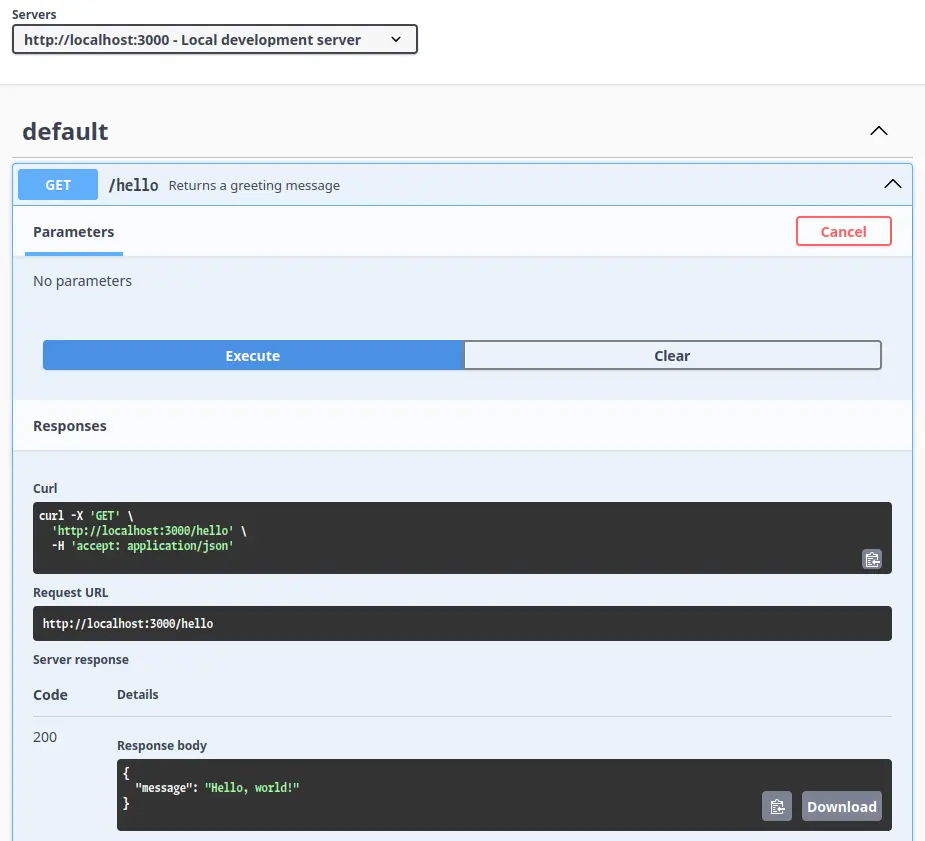 Servers
http://localhost:3000 - Local development server
default
GET /hello Returns a greeting message
Parameters Cancel
No parameters
Execute Clear
Responses
Curl
curl -X 'GET' \
'http://localhost:3000/hello' \
-H 'accept: application/json'
Request URL
http://localhost:3000/hello
Server response
Code Details
200
Response body
{
"message": "Hello, world!"
}
Download